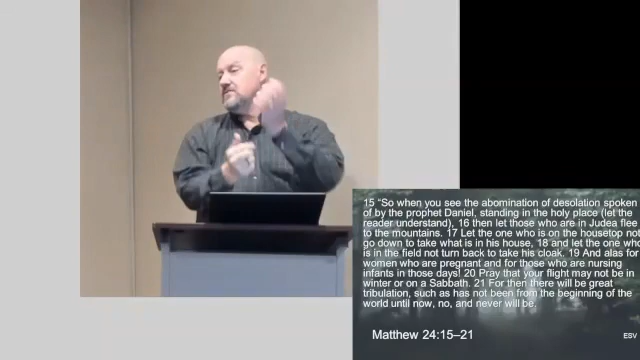 15 “So when you see the abomination of desolation spoken
of by the prophet Daniel, standing in the holy place (let the
reader understand), 16 then let those who are in Judea flee
to the mountains. 17 Let the one who is on the housetop not
go down to take what is in his house, 18 and let the one who
is in the field not turn back to take his cloak. 19 And alas for
women who are pregnant and for those who are nursing
infants in those days! 20 Pray that your flight may not be in
winter or on a Sabbath. 21 For then there will be great
tribulation, such as has not been from the beginning of the
world until now, no, and never will be.
Matthew 24:15–21
ESV